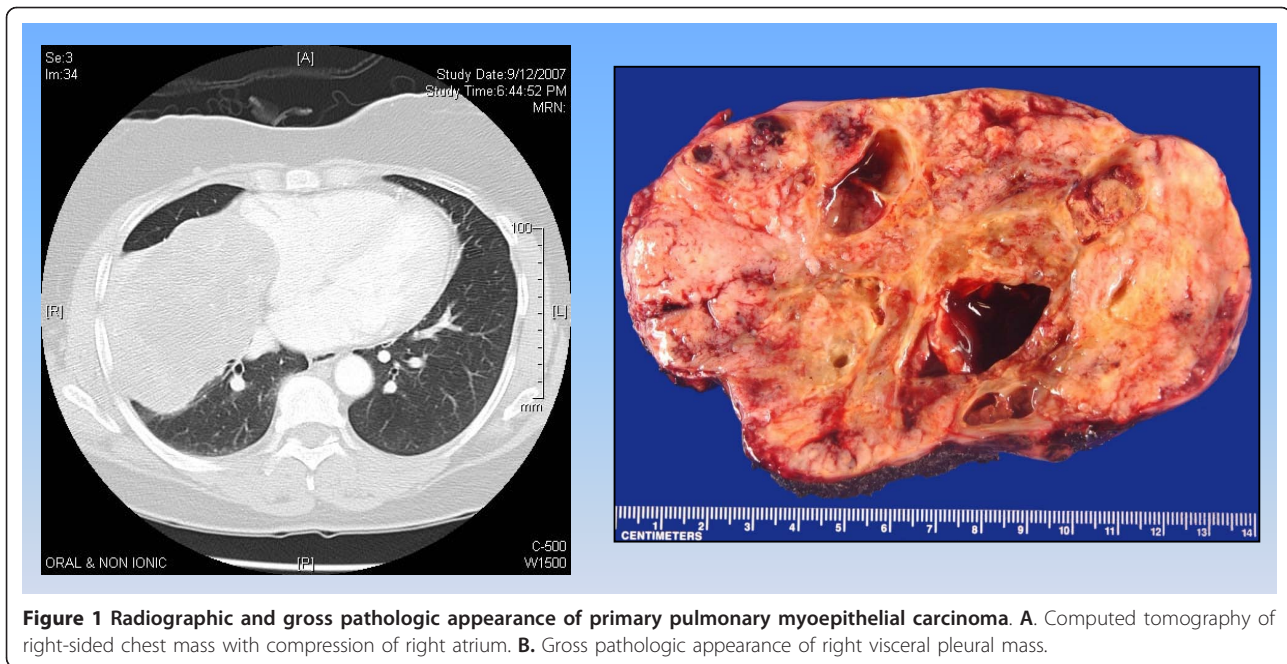 Se:3
Im:34
[A]
Study Date:9/12/2007
Study Time:6:44:52 PM
MRN:
100
[R]
[L]
mm
ORAL & NON IONIC
[P]
C-500
W1500
1 2 3 4 5 6 7 8 9 10 11 12 13 14
CENTIMETERS
Figure 1 Radiographic and gross pathologic appearance of primary pulmonary myoepithelial carcinoma. A. Computed tomography of
right-sided chest mass with compression of right atrium. B. Gross pathologic appearance of right visceral pleural mass.